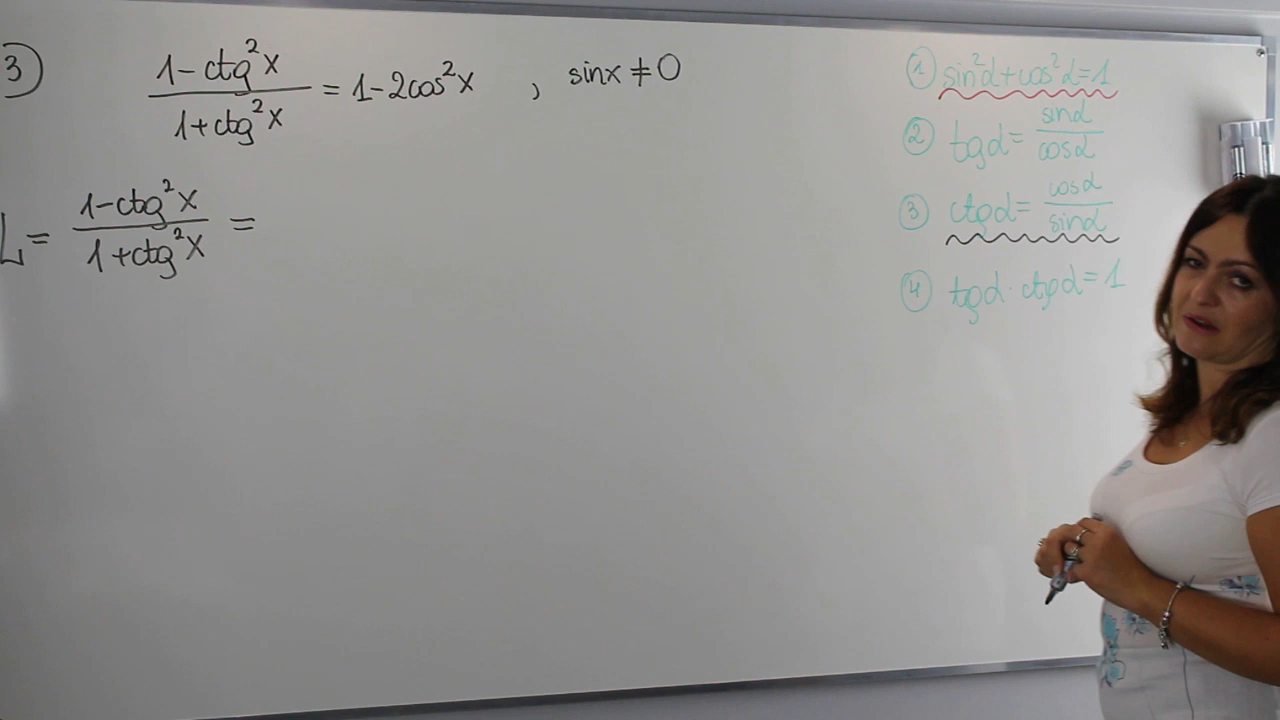 3) (1-ctg²x)/(1+ctg²x) = 1-2cos²x , sinx≠0
L = (1-ctg²x)/(1+ctg²x) =
① sin²α+cos²α=1
② tgα = sinα/cosα
③ ctgα = cosα/sinα
④ tgα · ctgα = 1